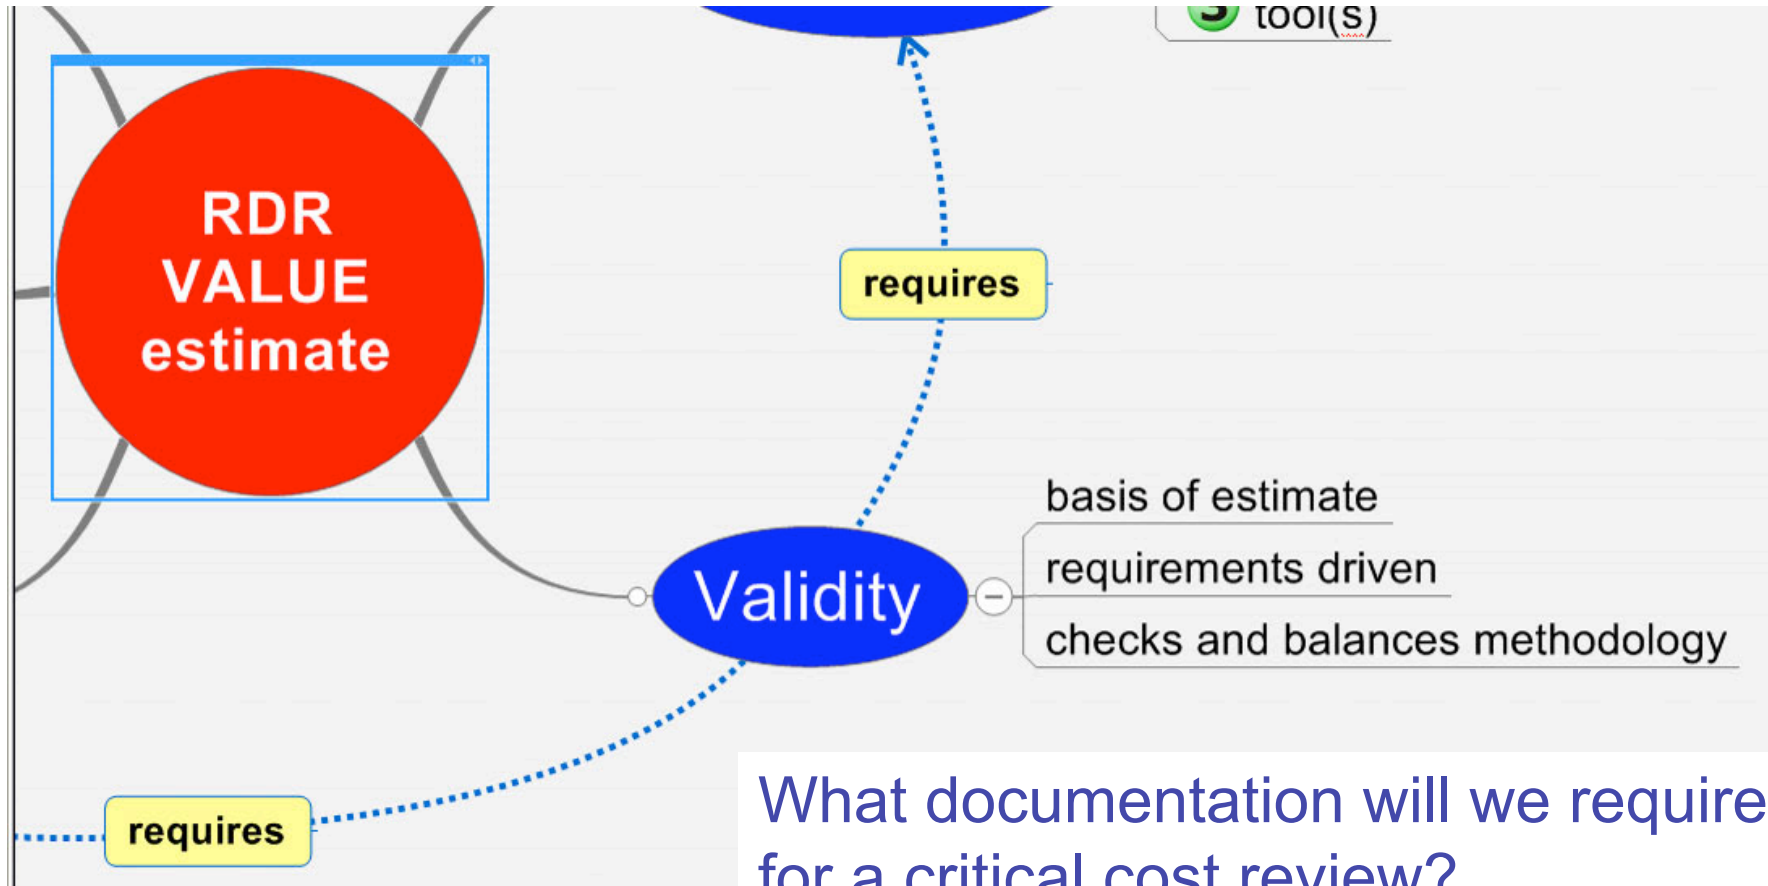 3 tool(s)
RDR
VALUE
estimate
requires
basis of estimate
requirements driven
Validity
checks and balances methodology
requires
What documentation will we require
for a critical cost review?